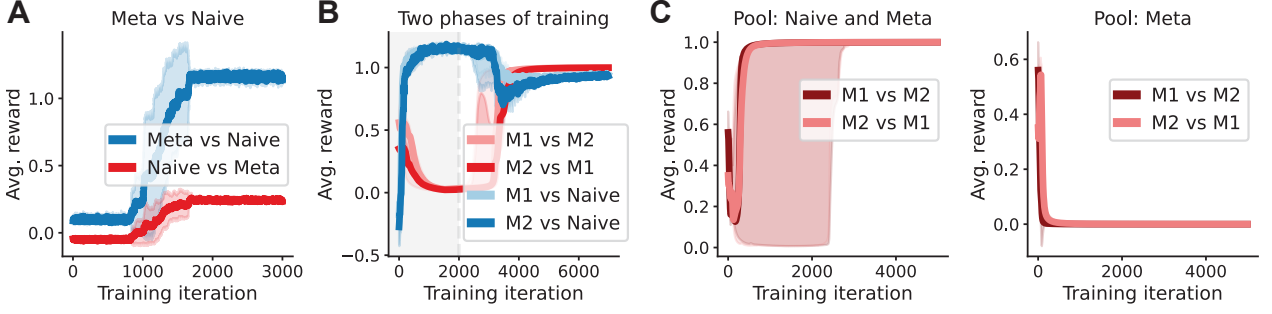 A
Meta vs Naive
Avg. reward
1.0
0.5
0.0
Meta vs Naive
Naive vs Meta
0
1000
2000
3000
Training iteration
B
Two phases of training
1.0
0.5
0.0
−0.5
M1 vs M2
M2 vs M1
M1 vs Naive
M2 vs Naive
0
2000
4000
6000
Training iteration
C
Pool: Naive and Meta
Avg. reward
1.0
0.8
0.6
0.4
0.2
0.0
M1 vs M2
M2 vs M1
0
2000
4000
Training iteration
Pool: Meta
Avg. reward
0.6
0.4
0.2
0.0
M1 vs M2
M2 vs M1
0
2000
4000
Training iteration